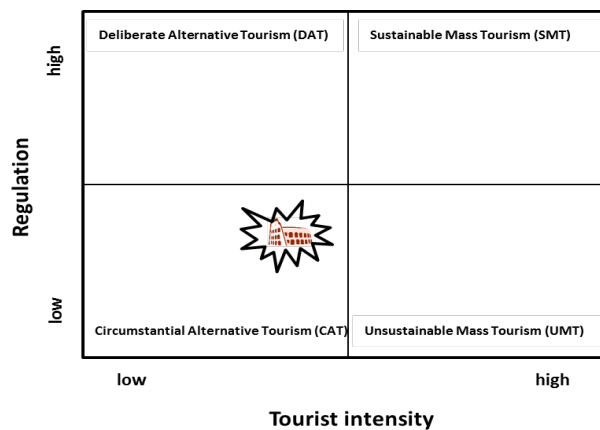 Deliberate Alternative Tourism (DAT)
Sustainable Mass Tourism (SMT)
high
Regulation
low
Circumstantial Alternative Tourism (CAT)
Unsustainable Mass Tourism (UMT)
low
high
Tourist intensity